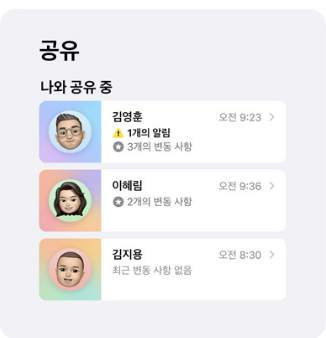 공유
나와 공유 중
김영훈 오전 9:23
1개의 알림
3개의 변동 사항
이혜림 오전 9:36
2개의 변동 사항
김지용 오전 8:30
최근 변동 사항 없음